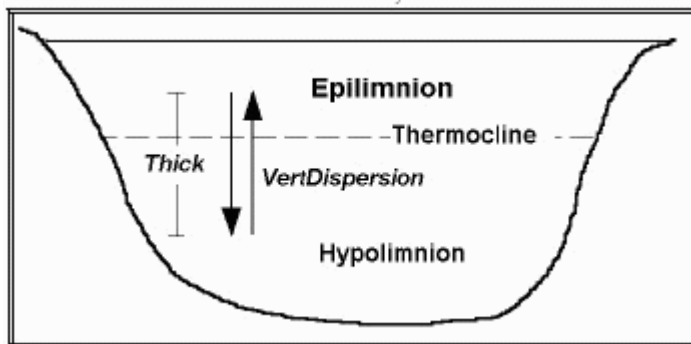 Epilimnion
Thermocline
Thick
VertDispersion
Hypolimnion